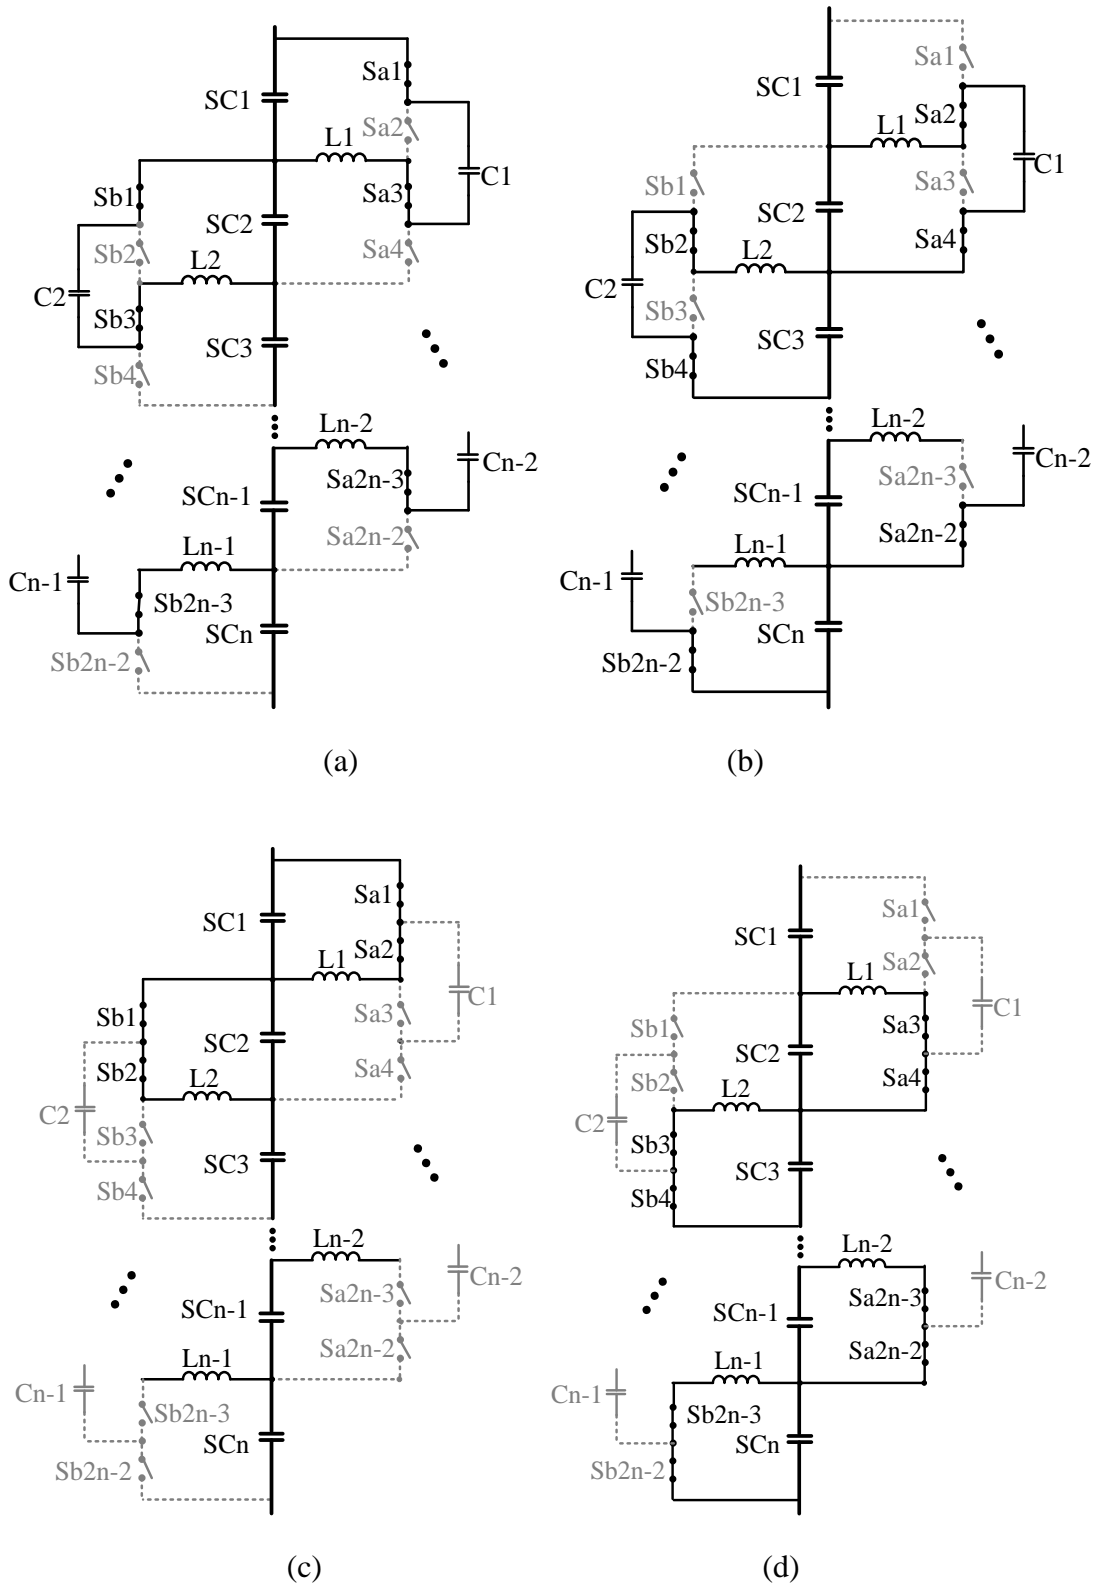 Sa1
SC1
Sa2
L1
C1
Sb1
Sa3
SC2
Sb2
L2
Sa4
C2
Sb3
SC3
Sb4
Ln-2
Cn-2
Sa2n-3
SCn-1
Sa2n-2
Ln-1
Cn-1
Sb2n-3
SCn
Sb2n-2
(a)
Sa1
SC1
Sa2
L1
C1
Sb1
Sa3
SC2
Sb2
L2
Sa4
C2
Sb3
SC3
Sb4
Ln-2
Cn-2
Sa2n-3
SCn-1
Sa2n-2
Ln-1
Cn-1
Sb2n-3
SCn
Sb2n-2
(b)
Sa1
SC1
Sa2
L1
C1
Sb1
Sa3
SC2
Sb2
L2
Sa4
C2
Sb3
SC3
Sb4
Ln-2
Cn-2
Sa2n-3
SCn-1
Sa2n-2
Ln-1
Cn-1
Sb2n-3
SCn
Sb2n-2
(c)
Sa1
SC1
Sa2
L1
C1
Sb1
Sa3
SC2
Sb2
L2
Sa4
C2
Sb3
SC3
Sb4
Ln-2
Cn-2
Sa2n-3
SCn-1
Sa2n-2
Ln-1
Cn-1
Sb2n-3
SCn
Sb2n-2
(d)